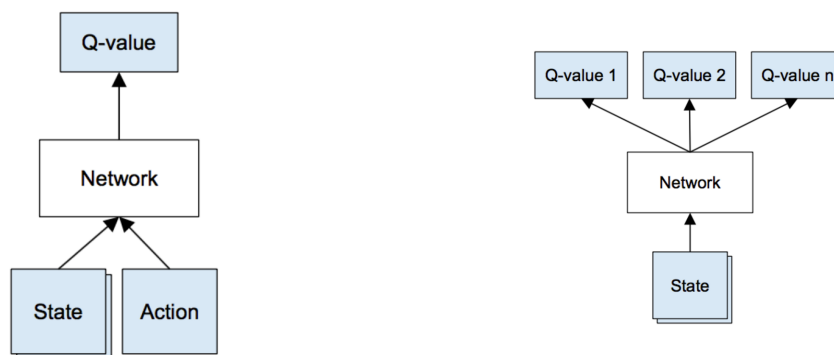 Q-value
Network
State
Action
Q-value 1
Q-value 2
Q-value n
Network
State